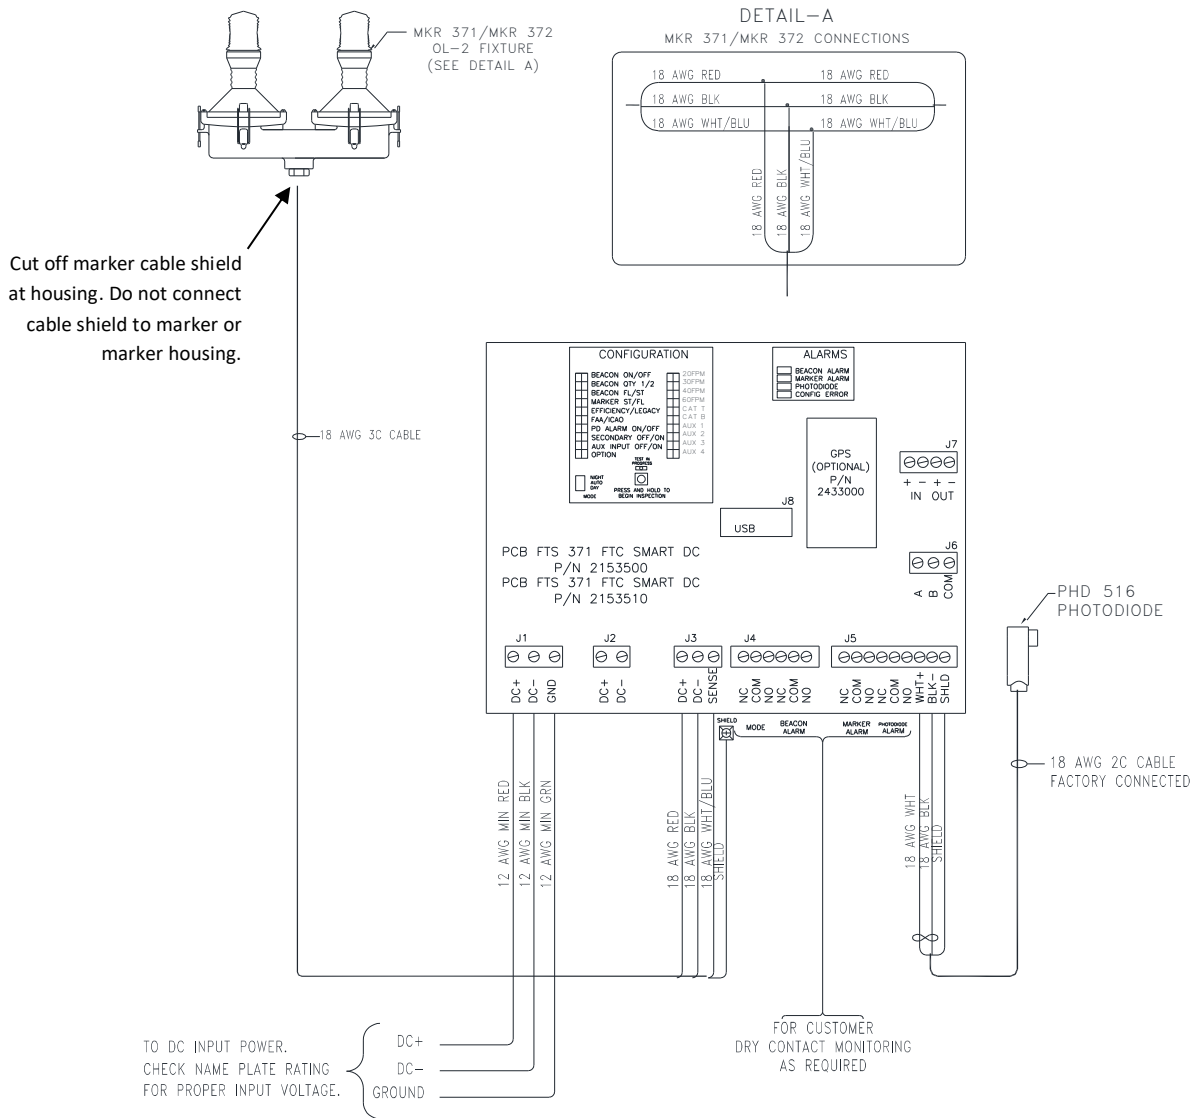 DETAIL-A
MKR 371/MKR 372 CONNECTIONS
MKR 371/MKR 372
OL-2 FIXTURE
(SEE DETAIL A)
18 AWG RED
18 AWG RED
18 AWG BLK
18 AWG BLK
18 AWG WHT/BLU
18 AWG WHT/BLU
18 AWG RED
18 AWG BLK
18 AWG WHT/BLU
Cut off marker cable shield
at housing. Do not connect
cable shield to marker or
marker housing.
18 AWG 3C CABLE
CONFIGURATION
BEACON ON/OFF
BEACON QTY 1/2
BEACON FL/ST
MARKER ST/FL
EFFICIENCY/LEGACY
FAA/ICAO
PD ALARM ON/OFF
SECONDARY OFF/ON
AUX INPUT OFF/ON
OPTION
20FPM
30FPM
40FPM
60FPM
CAT T
CAT B
AUX 1
AUX 2
AUX 3
AUX 4
TEST IN
PROGRESS
NIGHT
AUTO
DAY
MODE
PRESS AND HOLD TO
BEGIN INSPECTION
ALARMS
BEACON ALARM
MARKER ALARM
PHOTODIODE
CONFIG ERROR
GPS
(OPTIONAL)
P/N
2433000
J7
+ - + -
IN OUT
J8
USB
J6
A
B
COM
PCB FTS 371 FTC SMART DC
P/N 2153500
PCB FTS 371 FTC SMART DC
P/N 2153510
PHD 516
PHOTODIODE
J1
DC+
DC-
GND
J2
DC+
DC-
J3
DC+
DC-
SENSE
J4
NC
COM
NO
NC
COM
NO
J5
NC
COM
NO
NC
COM
NO
WHT+
BLK-
SHLD
SHIELD
MODE
BEACON
ALARM
MARKER
ALARM
PHOTODIODE
ALARM
12 AWG MIN RED
12 AWG MIN BLK
12 AWG MIN GRN
18 AWG RED
18 AWG BLK
18 AWG WHT/BLU
SHIELD
18 AWG WHT
18 AWG BLK
SHIELD
18 AWG 2C CABLE
FACTORY CONNECTED
FOR CUSTOMER
DRY CONTACT MONITORING
AS REQUIRED
TO DC INPUT POWER.
CHECK NAME PLATE RATING
FOR PROPER INPUT VOLTAGE.
DC+
DC-
GROUND